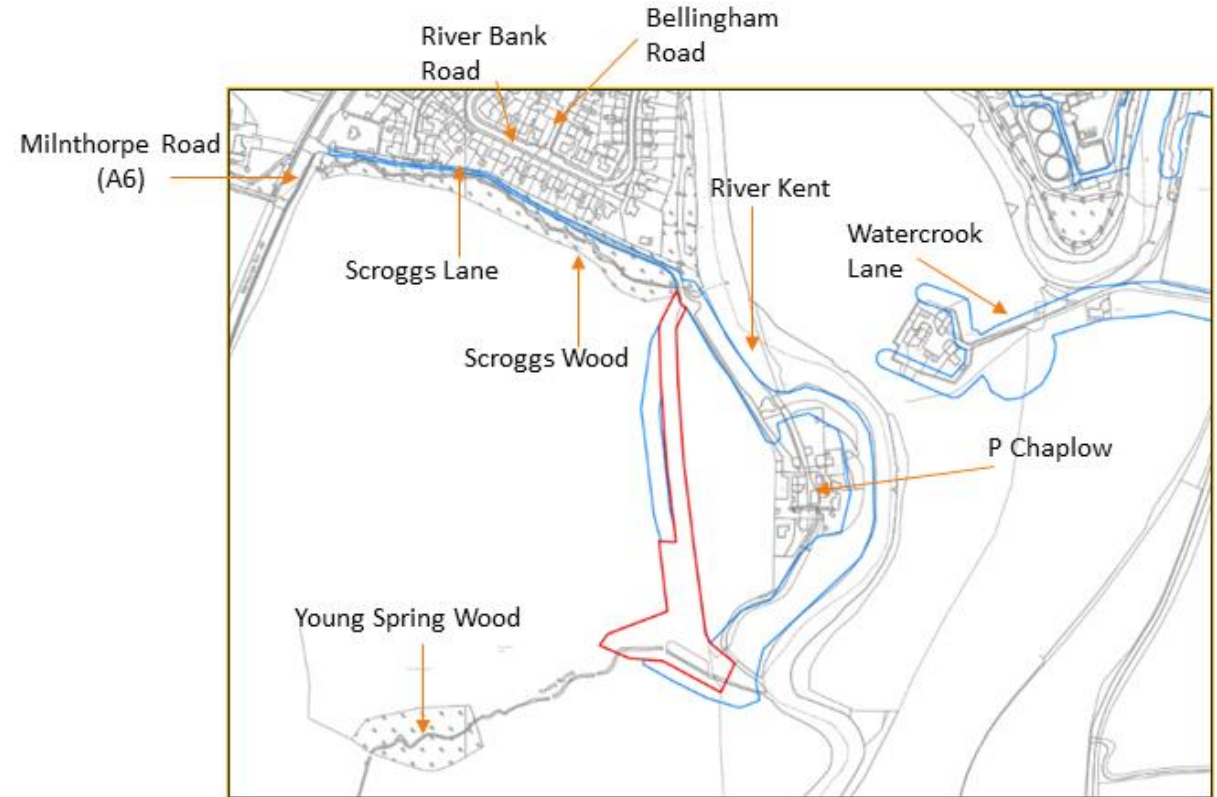 Bellingham
Road
River Bank
Road
Milnthorpe Road
(A6)
River Kent
Watercrook
Lane
Scroggs Lane
Scroggs Wood
P Chaplow
Young Spring Wood